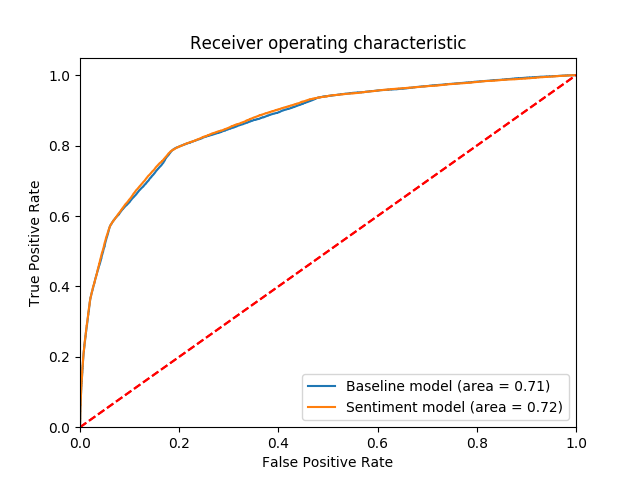 Receiver operating characteristic
1.0
0.8
0.6
0.4
0.2
0.0
True Positive Rate
Baseline model (area = 0.71)
Sentiment model (area = 0.72)
0.0 0.2 0.4 0.6 0.8 1.0
False Positive Rate